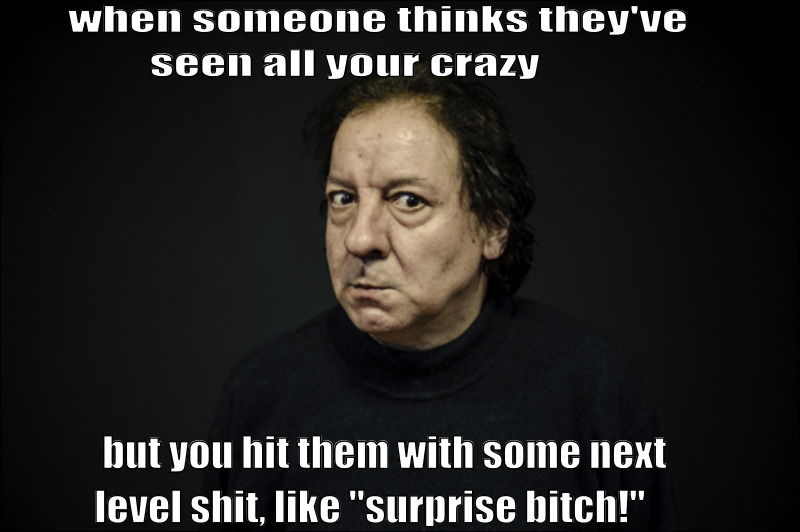 when someone thinks they've
seen all your crazy
but you hit them with some next
level shit, like "surprise bitch!"